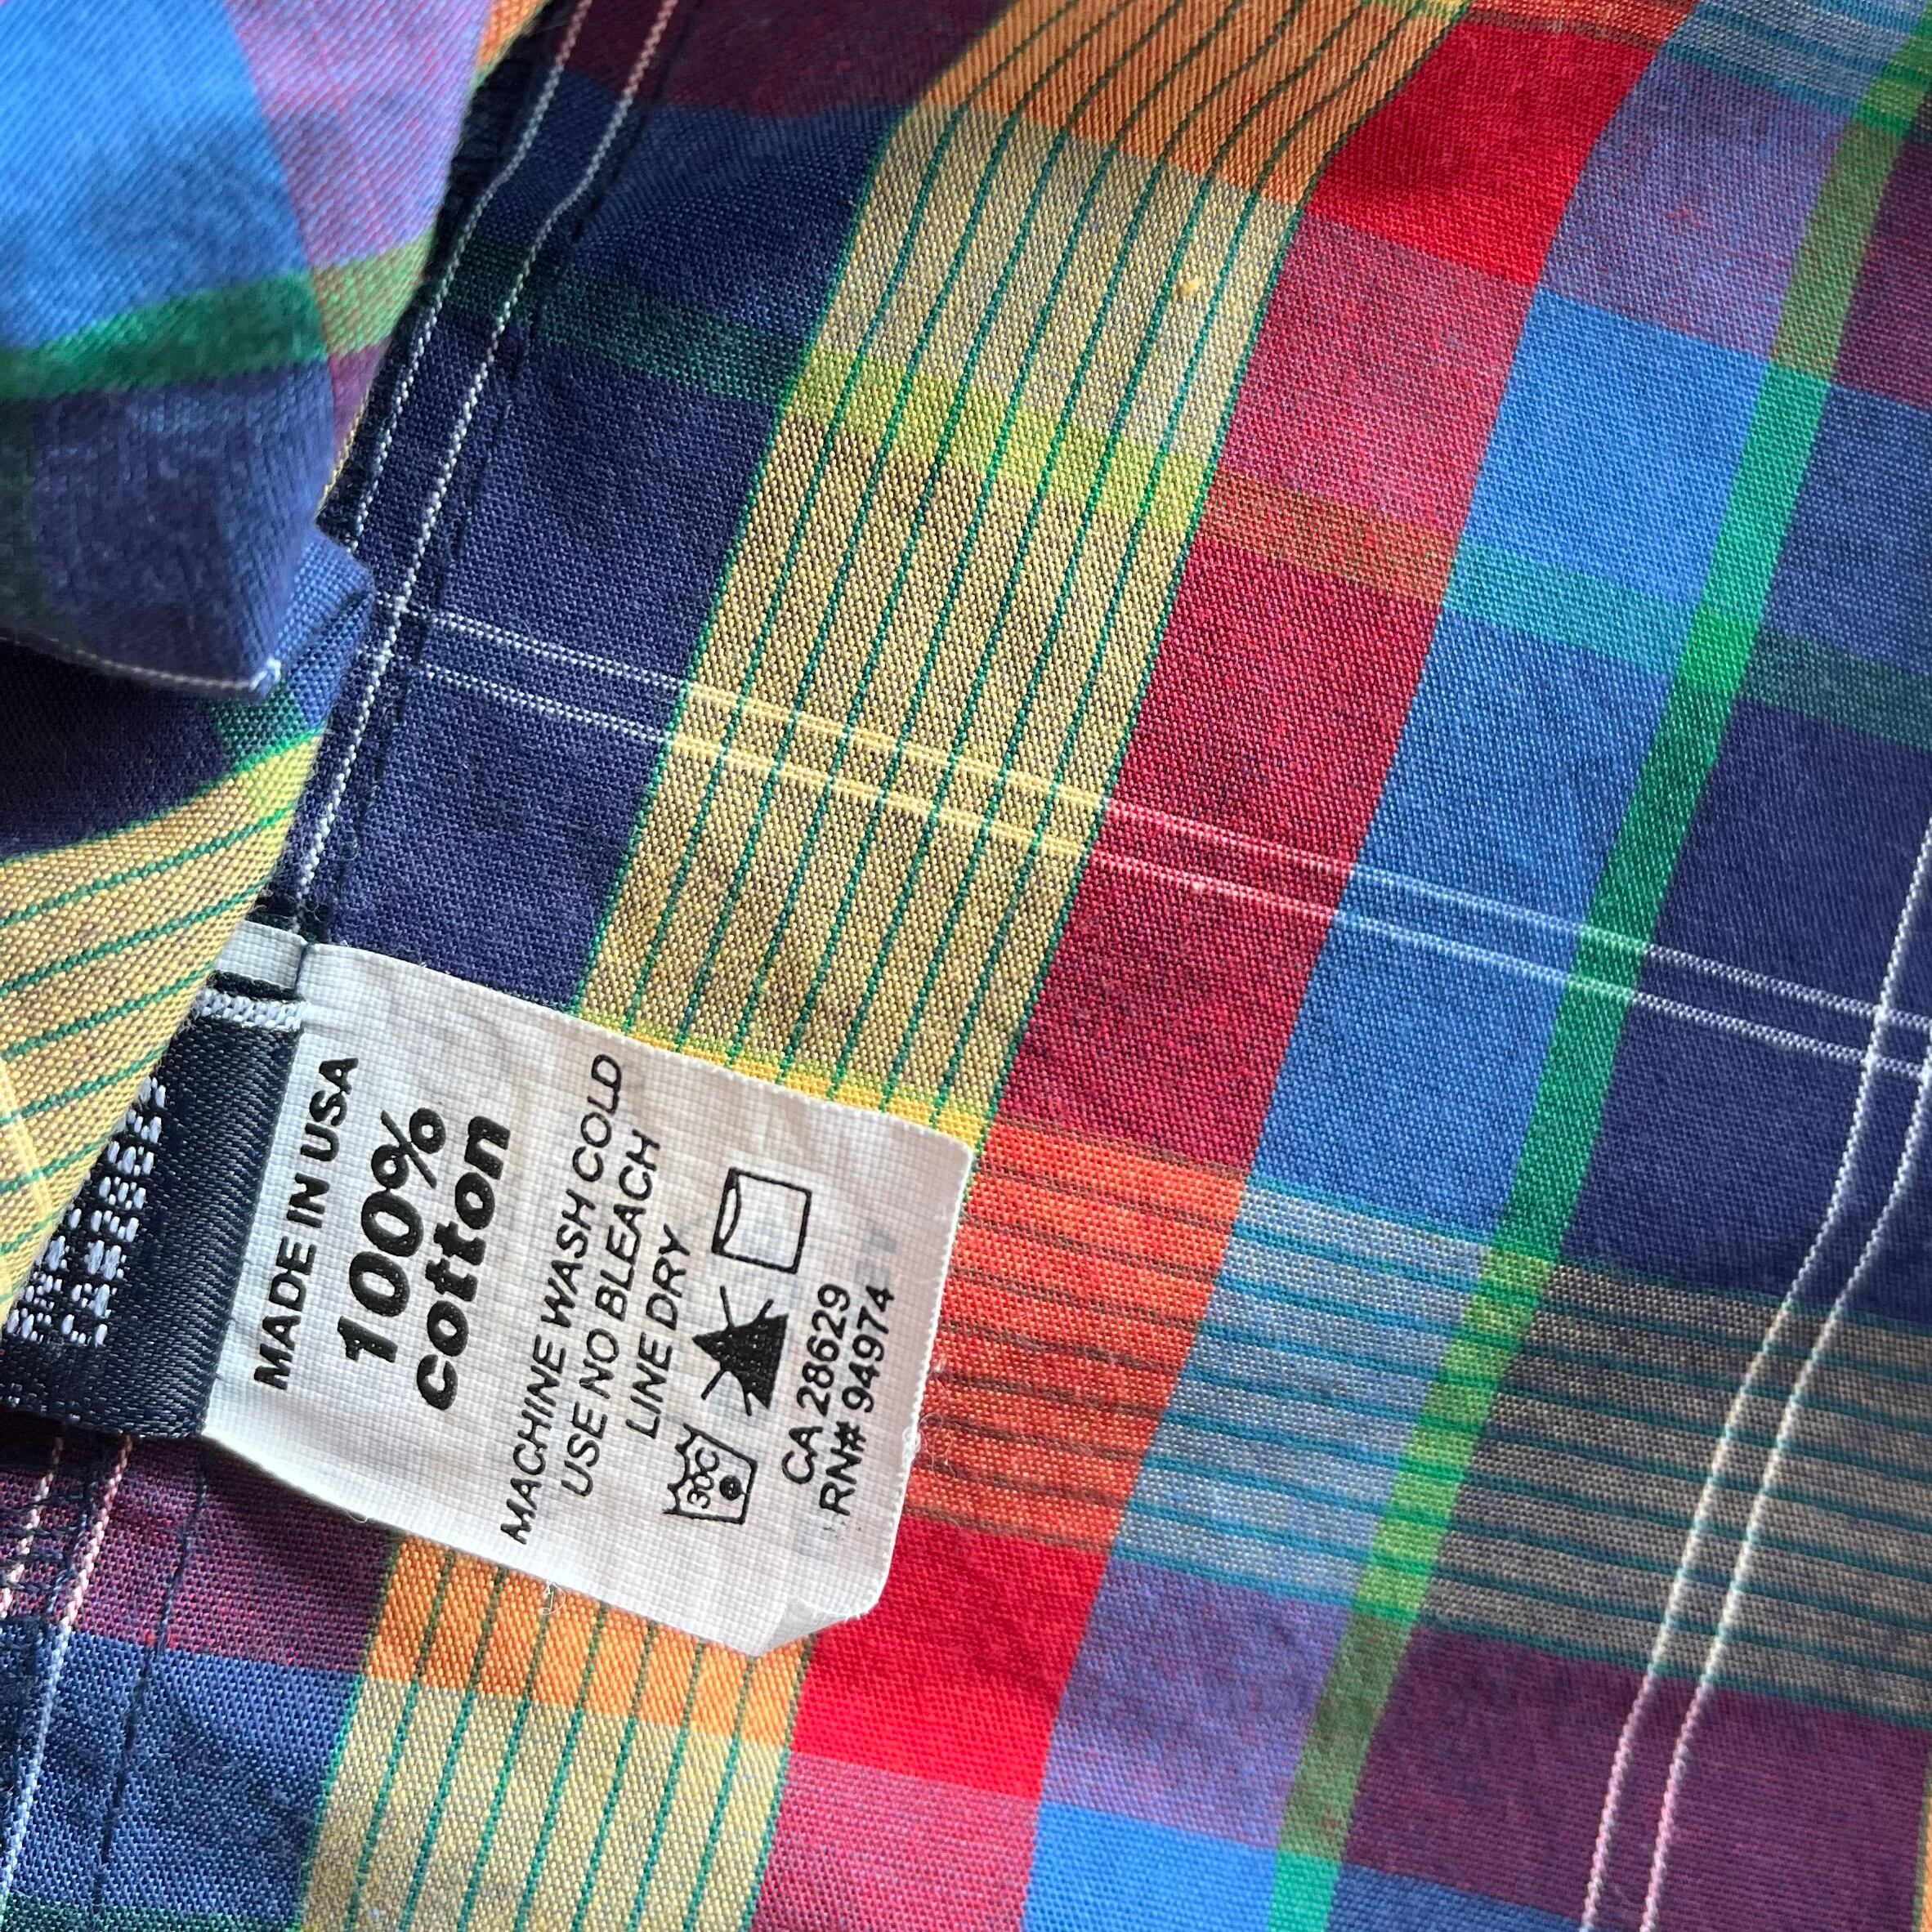 MADE IN USA
100%
cotton
MACHINE WASH COLD
USE NO BLEACH
LINE DRY
30C
CA 28629
RN# 94974